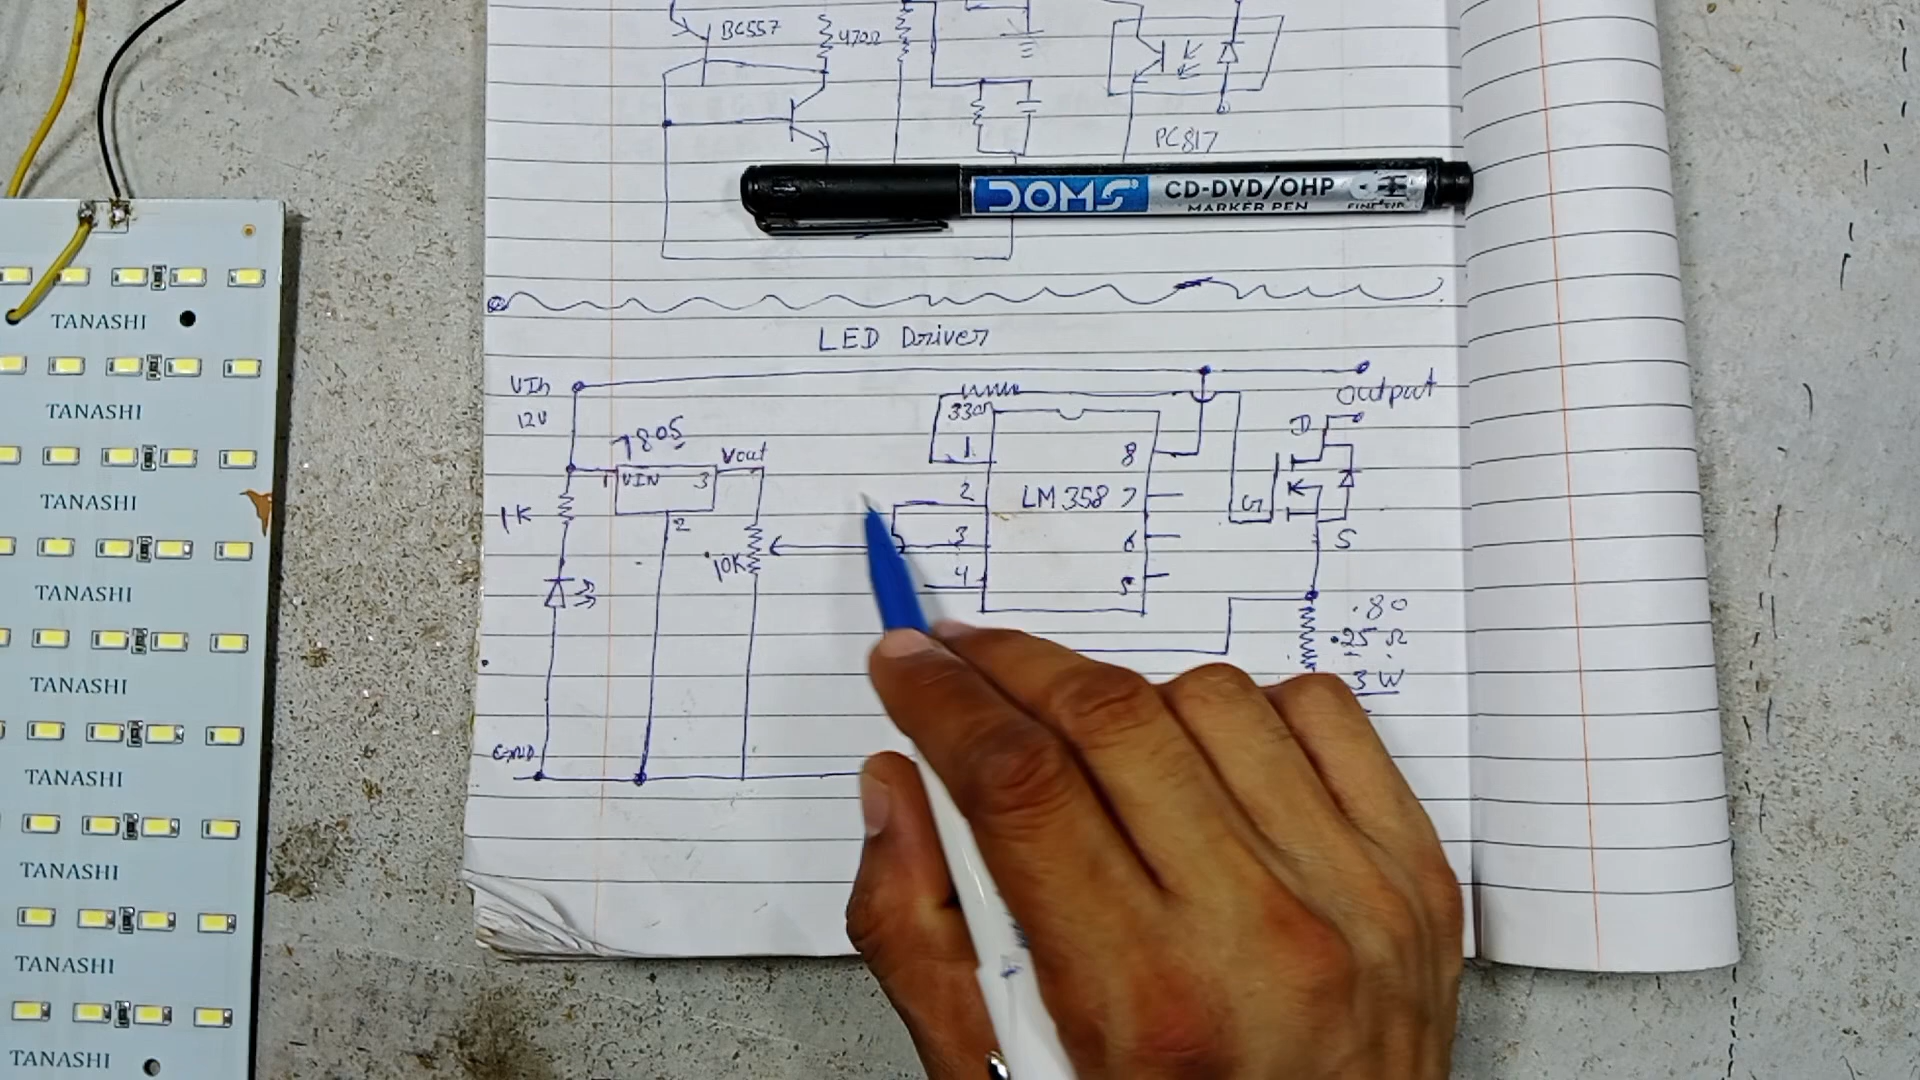 BC557
470Ω
PC817
DOMS CD-DVD/OHP
MARKER PEN
LED Driver
VIn
12V
7805
Vout
1 VIN 3
2
1K
10K
GND
330Ω
1
2
3
4
LM358
8
7
6
5
Output
D
G
S
.80
.25 Ω
3 W
TANASHI
TANASHI
TANASHI
TANASHI
TANASHI
TANASHI
TANASHI
TANASHI
TANASHI